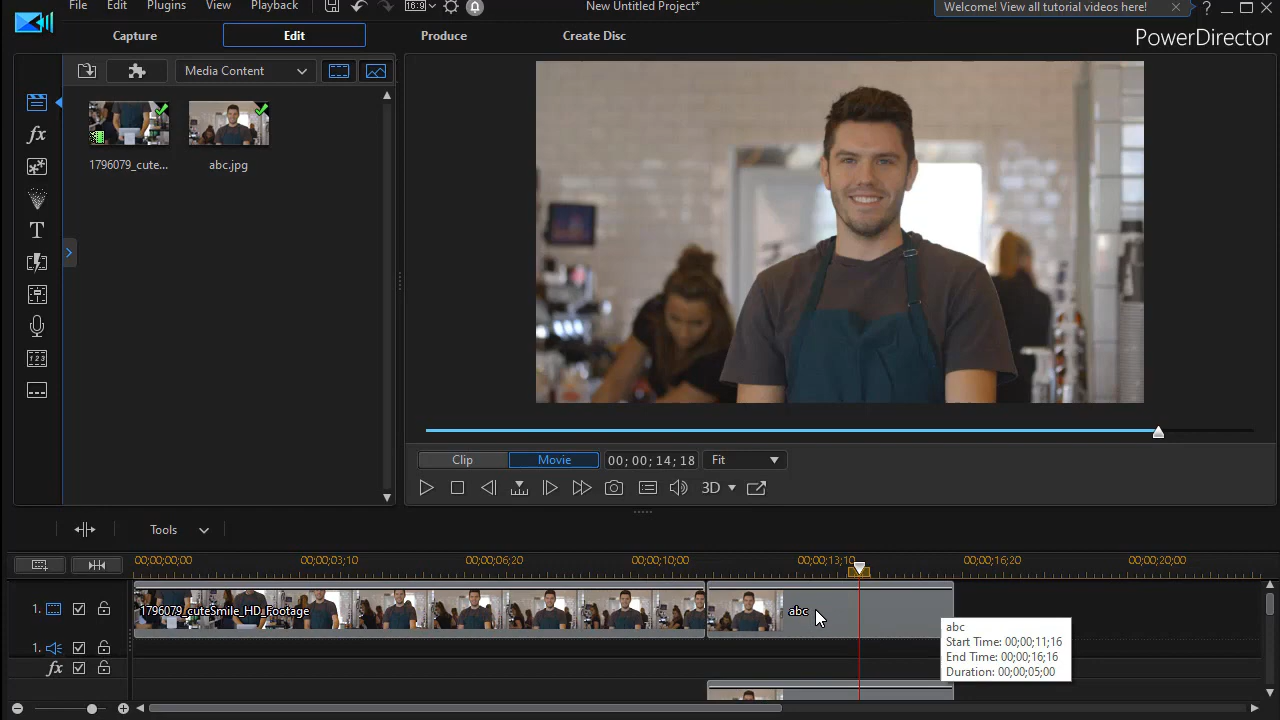 File Edit Plugins View Playback 16:9 New Untitled Project* Welcome! View all tutorial videos here! ?
Capture Edit Produce Create Disc PowerDirector
Media Content
fx
1796079_cute... abc.jpg
T
123
Clip Movie 00; 00; 14; 18 Fit
3D
Tools
00;00;00;00 00;00;03;10 00;00;06;20 00;00;10;00 00;00;13;10 00;00;16;20 00;00;20;00
1. 1796079_cuteSmile_HD_Footage abc
abc
Start Time: 00;00;11;16
End Time: 00;00;16;16
Duration: 00;00;05;00
1.
fx